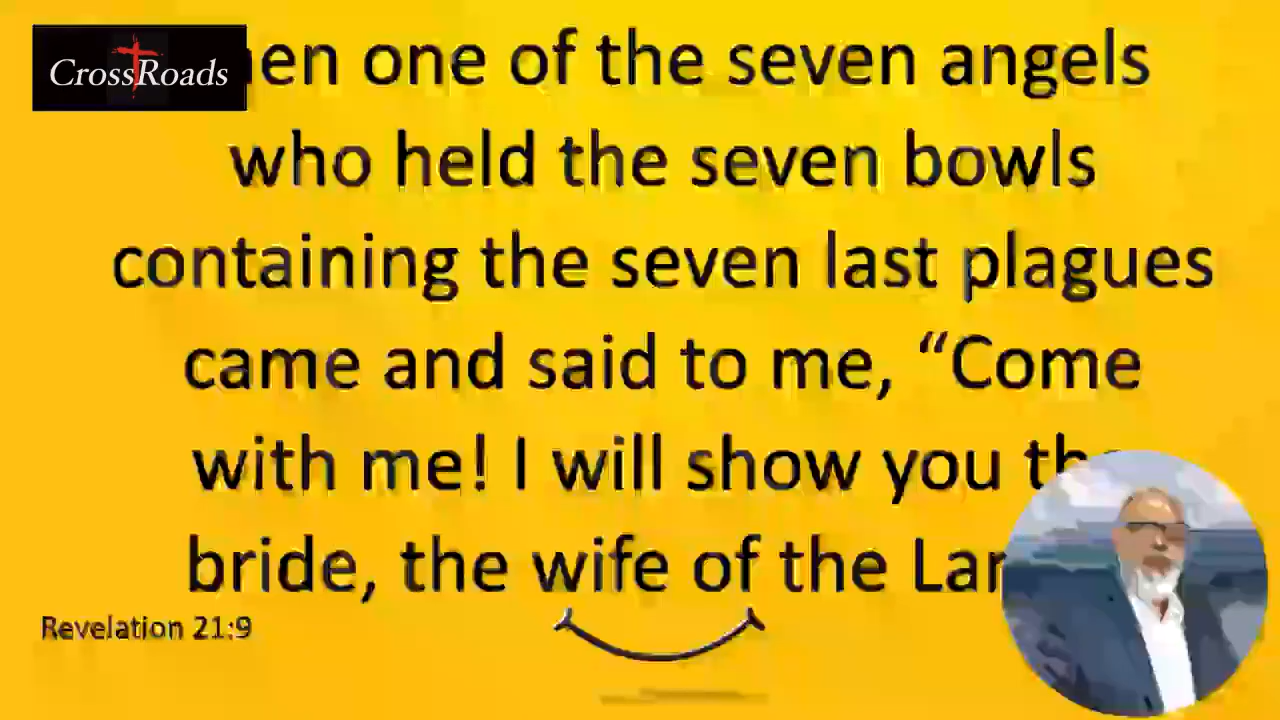 CrossRoads
en one of the seven angels
who held the seven bowls
containing the seven last plagues
came and said to me, “Come
with me! I will show you
bride, the wife of the
Revelation 21:9